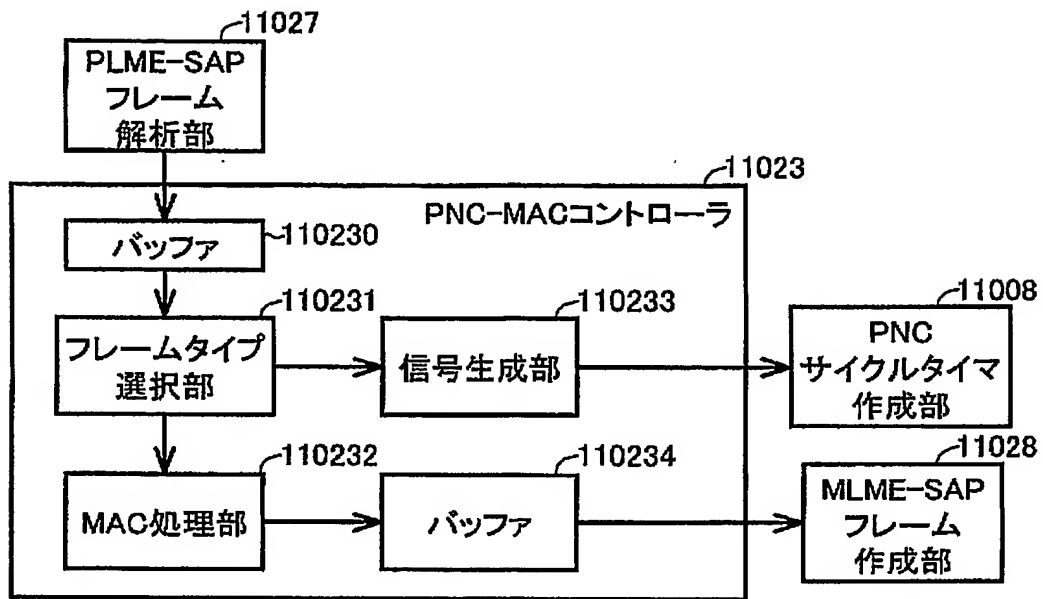 11027
PLME-SAP
フレーム
解析部
11023
PNC-MACコントローラ
バッファ
110230
110231
フレームタイプ
選択部
110233
信号生成部
11008
PNC
サイクルタイマ
作成部
110232
MAC処理部
110234
バッファ
11028
MLME-SAP
フレーム
作成部